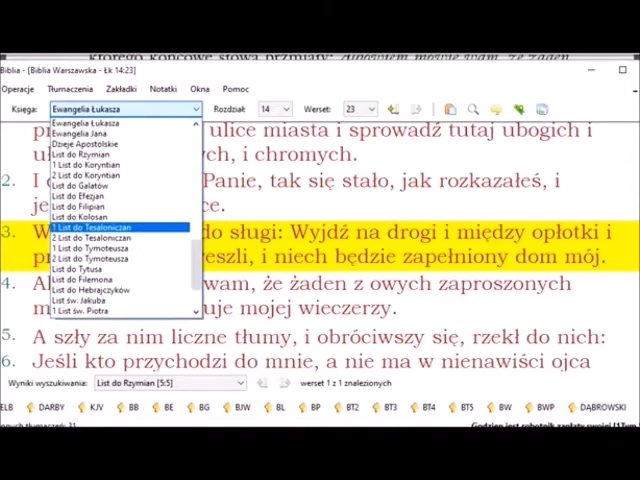 którego końcowe słowa brzmiały: Albowiem mówię wam, że żaden
Biblia - [Biblia Warszawska - Łk 14:23]
Operacje Tłumaczenia Zakładki Notatki Okna Pomoc
Księga: Ewangelia Łukasza Rozdział: 14 Werset: 23
Ewangelia Łukasza
Ewangelia Jana
Dzieje Apostolskie
List do Rzymian
1 List do Koryntian
2 List do Koryntian
List do Galatów
List do Efezjan
List do Filipian
List do Kolosan
1 List do Tesaloniczan
2 List do Tesaloniczan
1 List do Tymoteusza
2 List do Tymoteusza
List do Tytusa
List do Filemona
List do Hebrajczyków
List św. Jakuba
1 List św. Piotra
ulice miasta i sprowadź tutaj ubogich i
ych, i chromych.
2. I Panie, tak się stało, jak rozkazałeś, i
je ce.
3. W do sługi: Wyjdź na drogi i między opłotki i
pr eszli, i niech będzie zapełniony dom mój.
4. Al wam, że żaden z owych zaproszonych
m uje mojej wieczerzy.
5. A szły za nim liczne tłumy, i obróciwszy się, rzekł do nich:
6. Jeśli kto przychodzi do mnie, a nie ma w nienawiści ojca
Wyniki wyszukiwania: List do Rzymian [5:5] werset 1 z 1 znalezionych
ELB DARBY KJV BB BE BG BJW BL BP BT2 BT3 BT4 BT5 BW BWP DĄBROWSKI